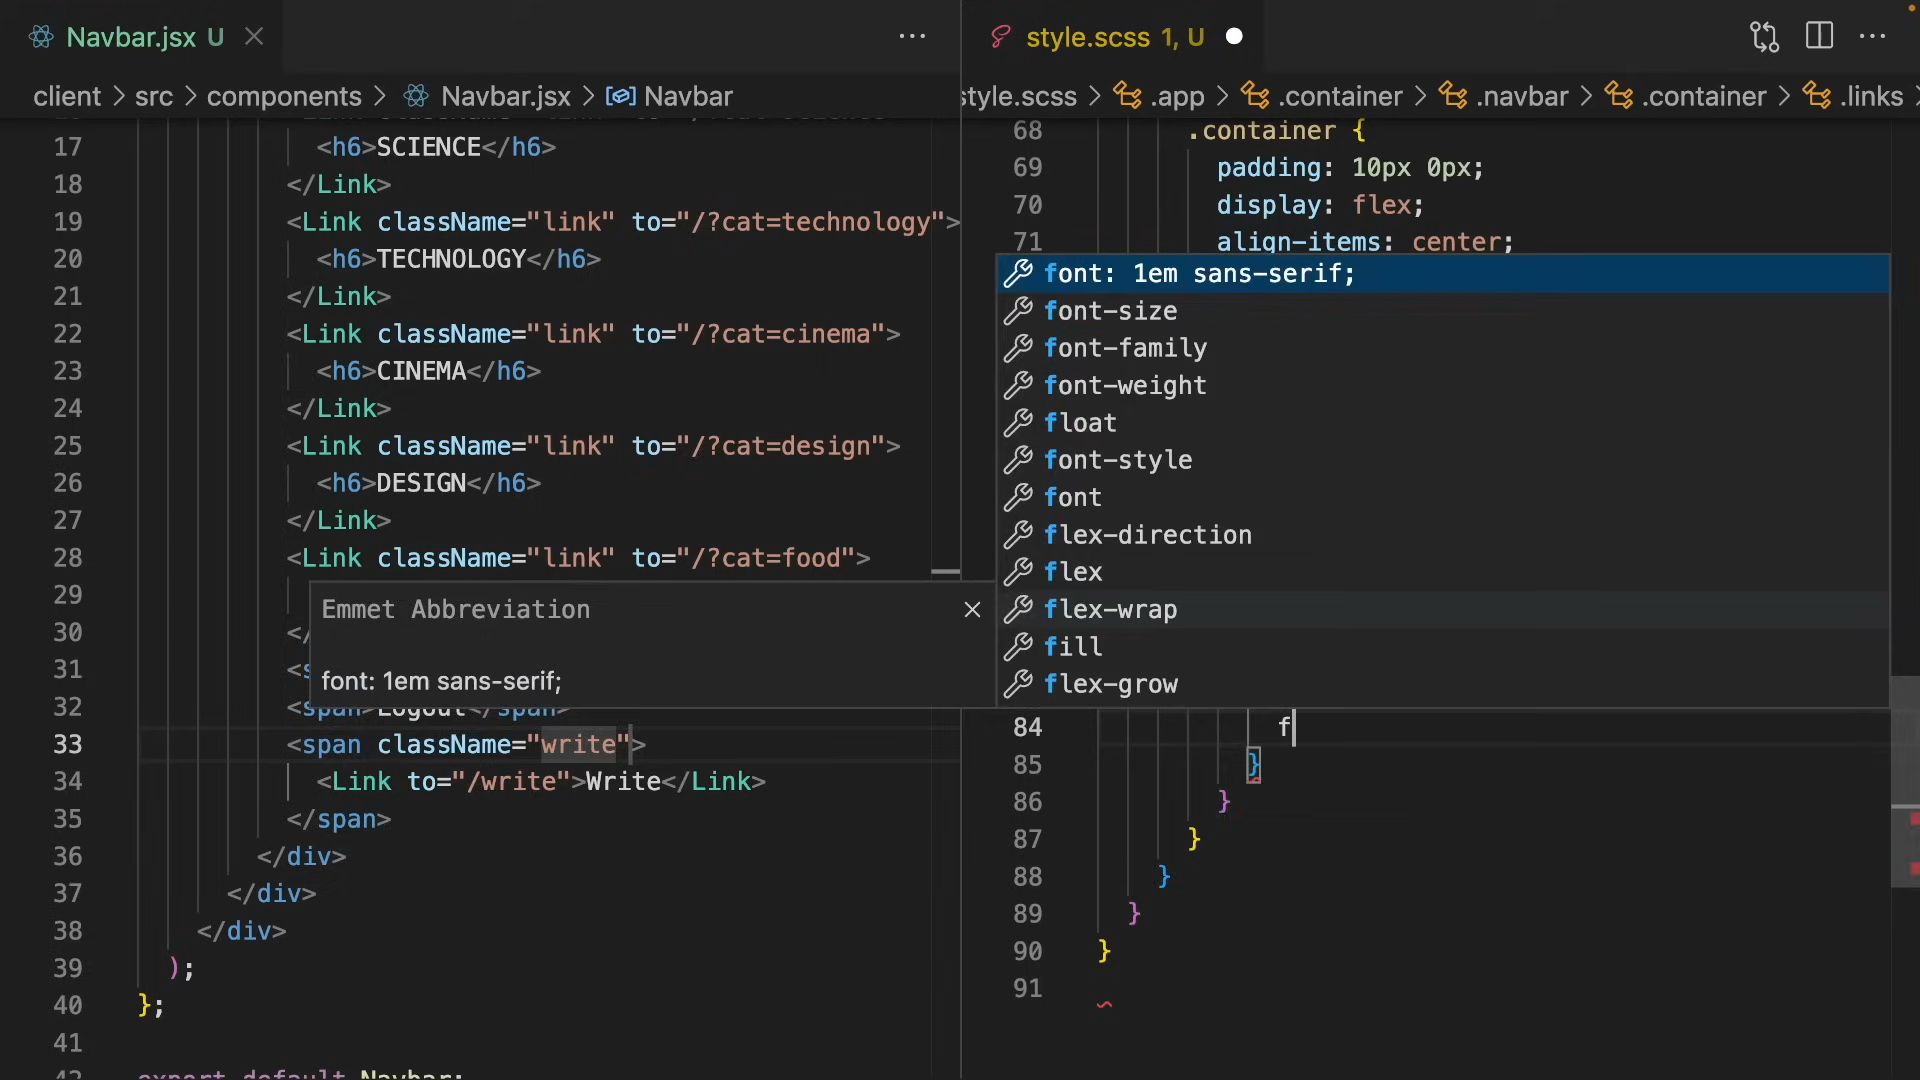 Navbar.jsx U
client > src > components > Navbar.jsx > Navbar
17 <h6>SCIENCE</h6>
18 </Link>
19 <Link className="link" to="/?cat=technology">
20 <h6>TECHNOLOGY</h6>
21 </Link>
22 <Link className="link" to="/?cat=cinema">
23 <h6>CINEMA</h6>
24 </Link>
25 <Link className="link" to="/?cat=design">
26 <h6>DESIGN</h6>
27 </Link>
28 <Link className="link" to="/?cat=food">
29
30 </
31 <s
32 <span>Logout</span>
33 <span className="write">
34 <Link to="/write">Write</Link>
35 </span>
36 </div>
37 </div>
38 </div>
39 );
40 };
41
42 export default Navbar;
Emmet Abbreviation
font: 1em sans-serif;
style.scss 1, U
style.scss > .app > .container > .navbar > .container > .links >
68 .container {
69 padding: 10px 0px;
70 display: flex;
71 align-items: center;
font: 1em sans-serif;
font-size
font-family
font-weight
float
font-style
font
flex-direction
flex
flex-wrap
fill
flex-grow
84 f
85 }
86 }
87 }
88 }
89 }
90 }
91